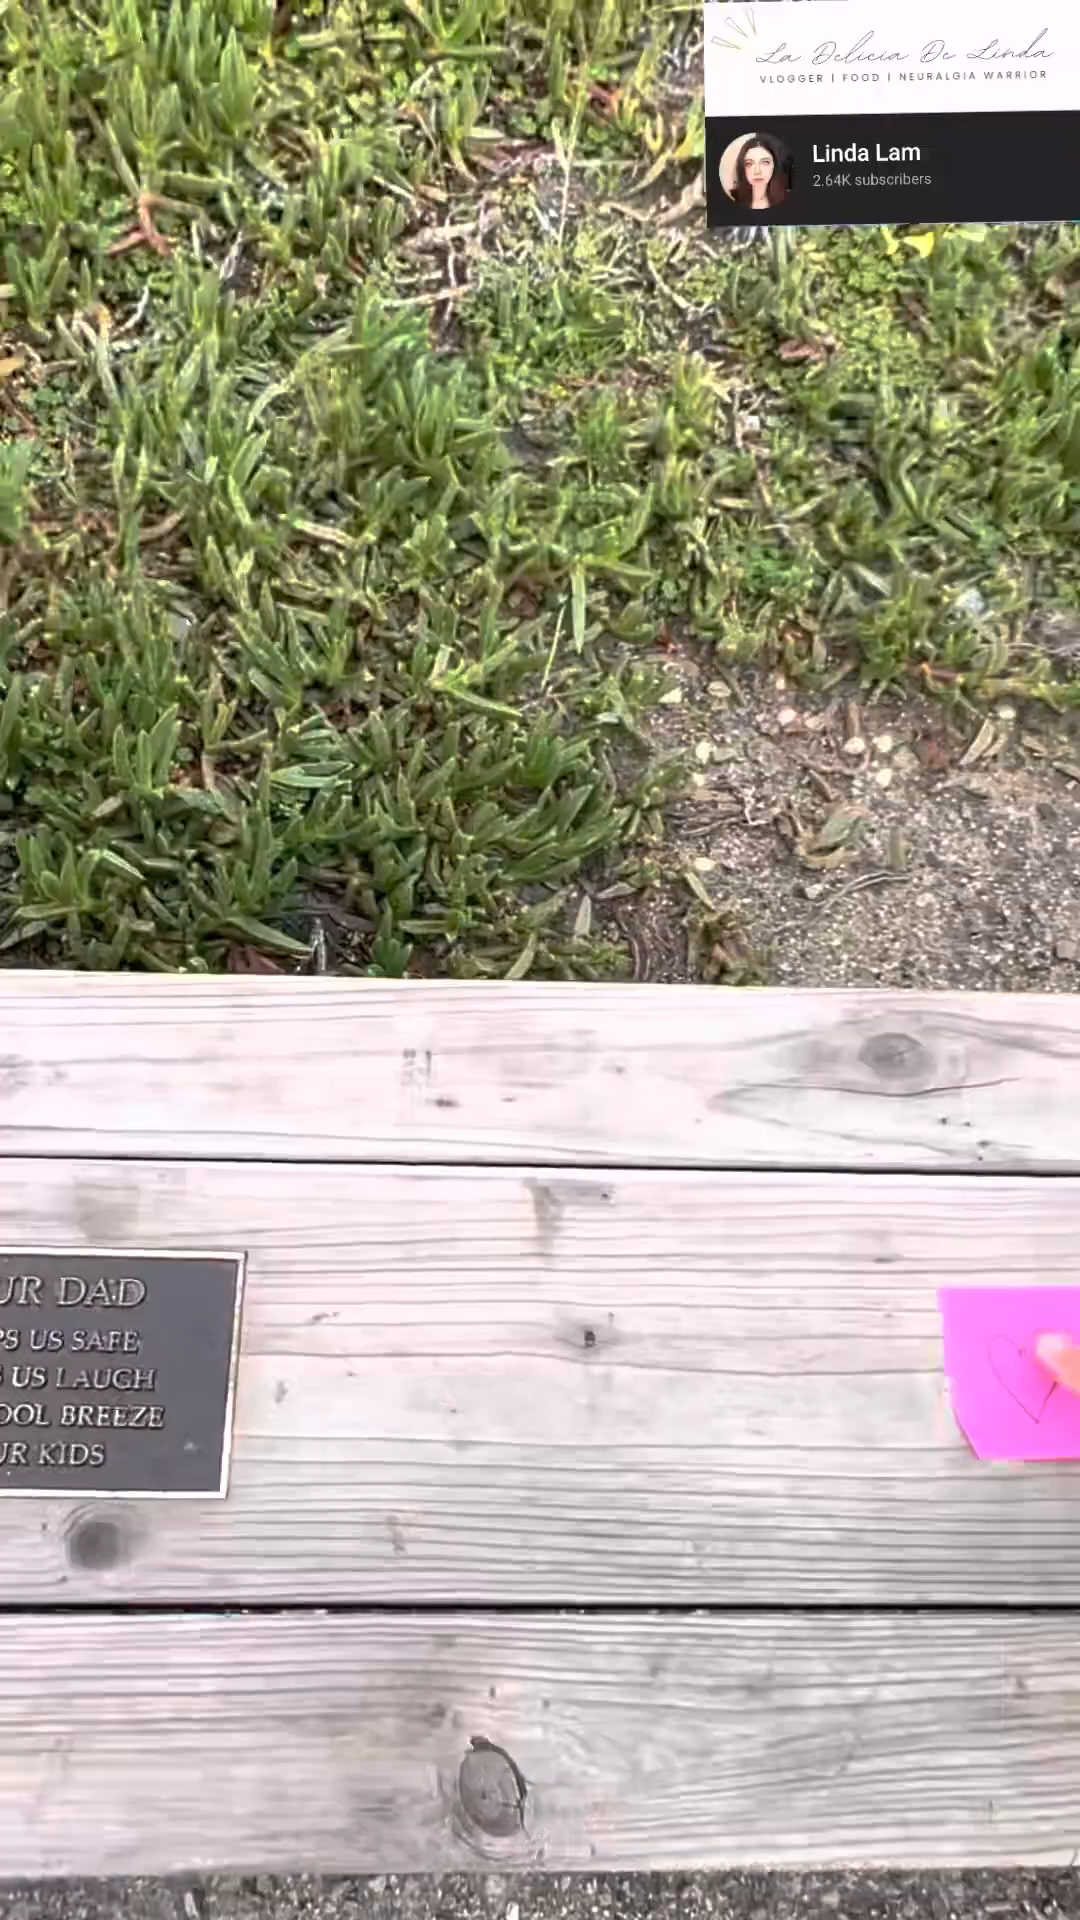 La Delicia De Linda
VLOGGER | FOOD | NEURALGIA WARRIOR
Linda Lam
2.64K subscribers
UR DAD
PS US SAFE
S US LAUGH
OOL BREEZE
UR KIDS